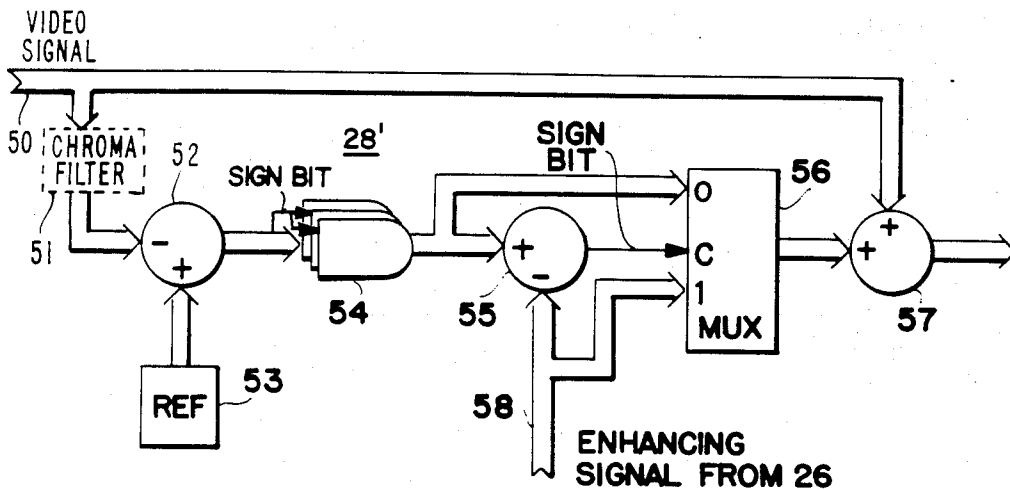 VIDEO
SIGNAL
50
CHROMA
FILTER
51
52
28'
SIGN BIT
-
+
54
REF
53
SIGN
BIT
+
-
55
O
C
1
MUX
56
+
+
57
58
ENHANCING
SIGNAL FROM 26